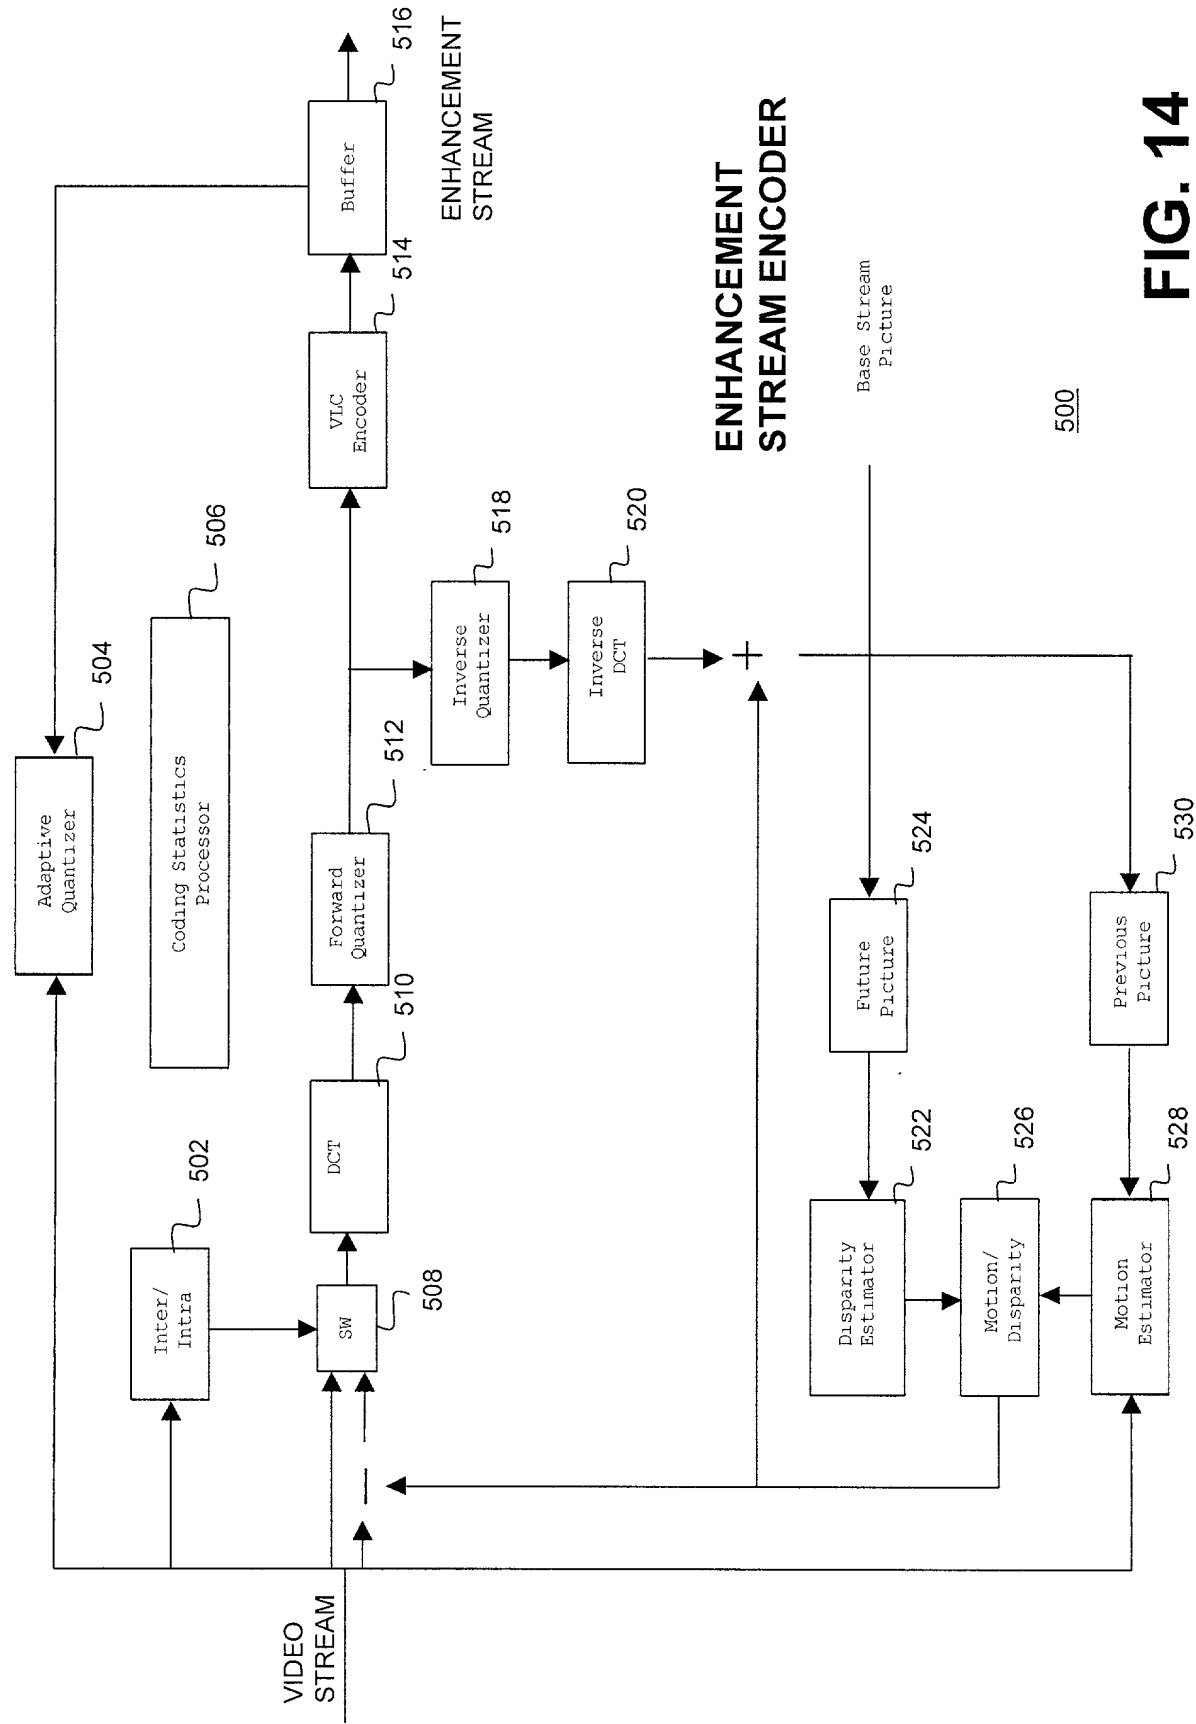 VIDEO
STREAM
Adaptive
Quantizer
504
Coding Statistics
Processor
506
Inter/
Intra
502
SW
508
DCT
510
Forward
Quantizer
512
VLC
Encoder
514
Buffer
516
ENHANCEMENT
STREAM
Inverse
Quantizer
518
Inverse
DCT
520
+
−
ENHANCEMENT
STREAM ENCODER
Base Stream
Picture
Disparity
Estimator
522
Future
Picture
524
Motion/
Disparity
526
Motion
Estimator
528
Previous
Picture
530
500
FIG. 14